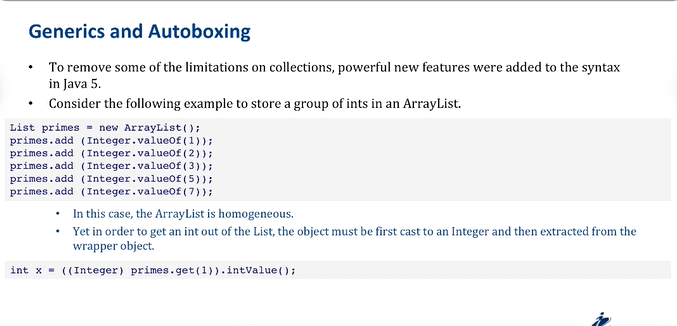 Generics and Autoboxing
• To remove some of the limitations on collections, powerful new features were added to the syntax
in Java 5.
• Consider the following example to store a group of ints in an ArrayList.
List primes = new ArrayList();
primes.add (Integer.valueOf(1));
primes.add (Integer.valueOf(2));
primes.add (Integer.valueOf(3));
primes.add (Integer.valueOf(5));
primes.add (Integer.valueOf(7));
• In this case, the ArrayList is homogeneous.
• Yet in order to get an int out of the List, the object must be first cast to an Integer and then extracted from the
wrapper object.
int x = ((Integer) primes.get(1)).intValue();